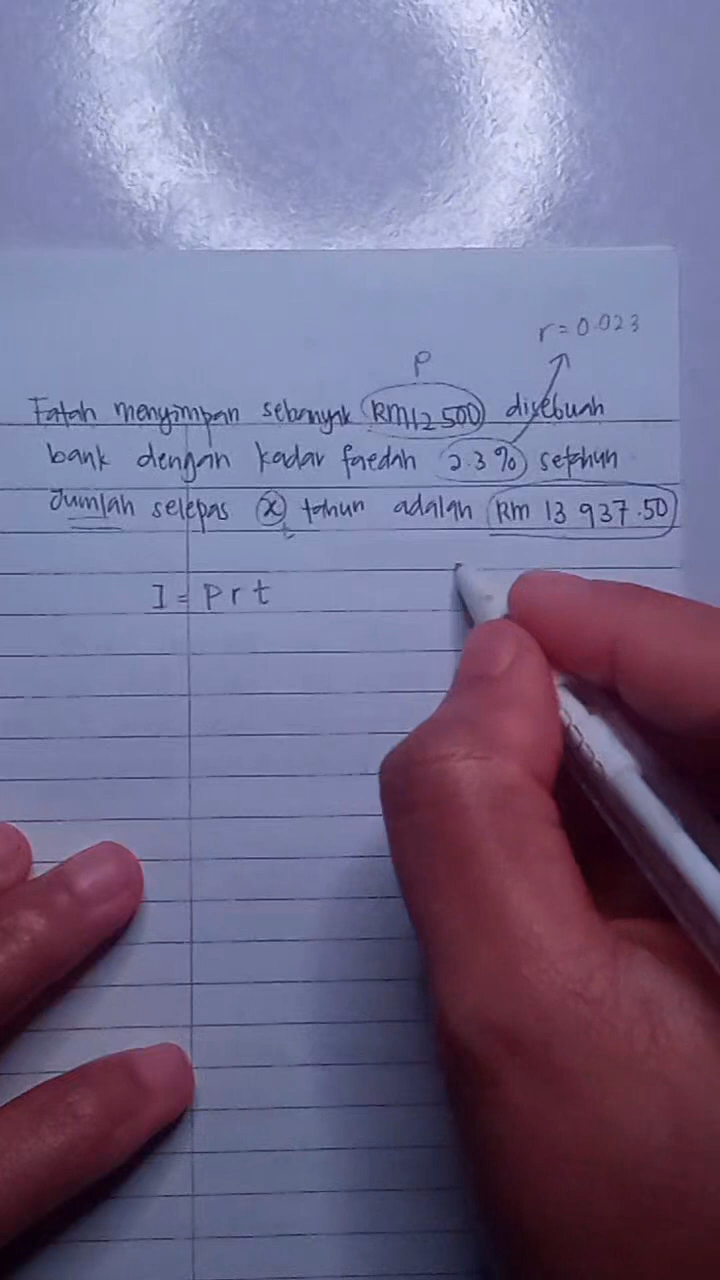 r = 0.023
P
Fatah menyimpan sebanyak RM12 500 disebuah
bank dengan kadar faedah 2.3% setahun
Jumlah selepas x tahun adalah RM 13 937.50
I = p r t